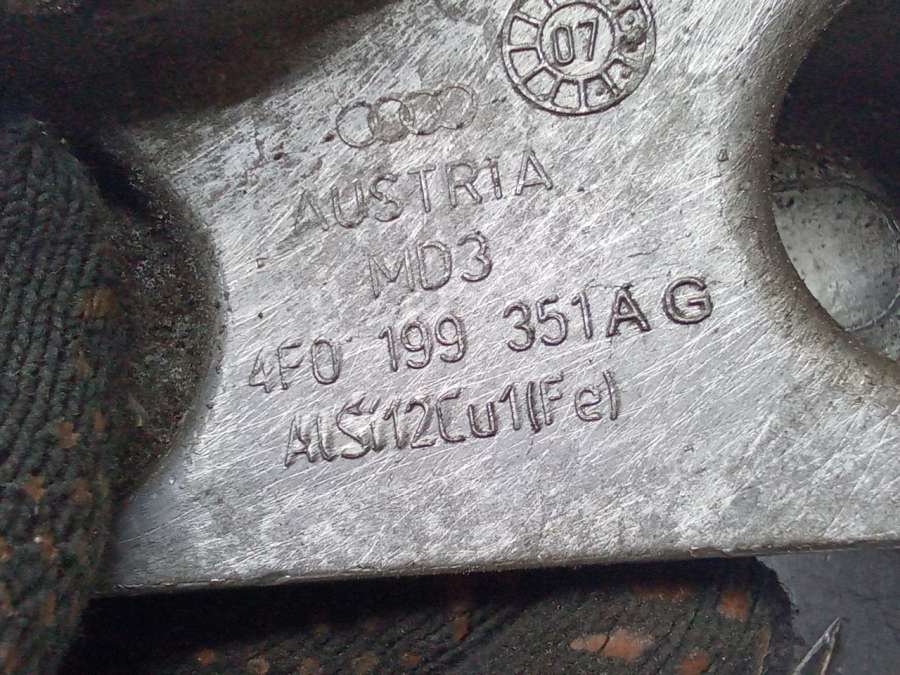 07
AUSTRIA
MD3
4F0 199 351AG
AlSi12Cu1(Fe)